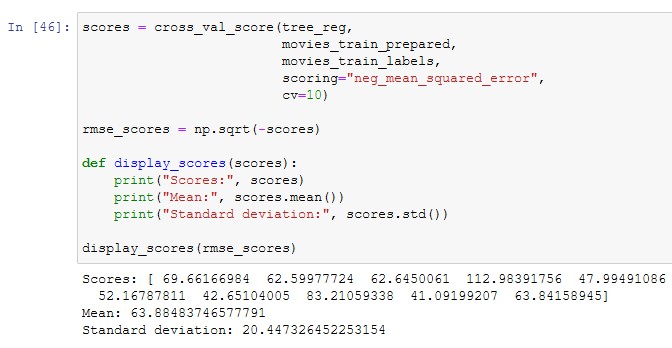 In [46]: scores = cross_val_score(tree_reg,
movies_train_prepared,
movies_train_labels,
scoring="neg_mean_squared_error",
cv=10)
rmse_scores = np.sqrt(-scores)
def display_scores(scores):
print("Scores:", scores)
print("Mean:", scores.mean())
print("Standard deviation:", scores.std())
display_scores(rmse_scores)
Scores: [ 69.66166984 62.59977724 62.6450061 112.98391756 47.99491086
52.16787811 42.65104005 83.21059338 41.09199207 63.84158945]
Mean: 63.88483746577791
Standard deviation: 20.447326452253154